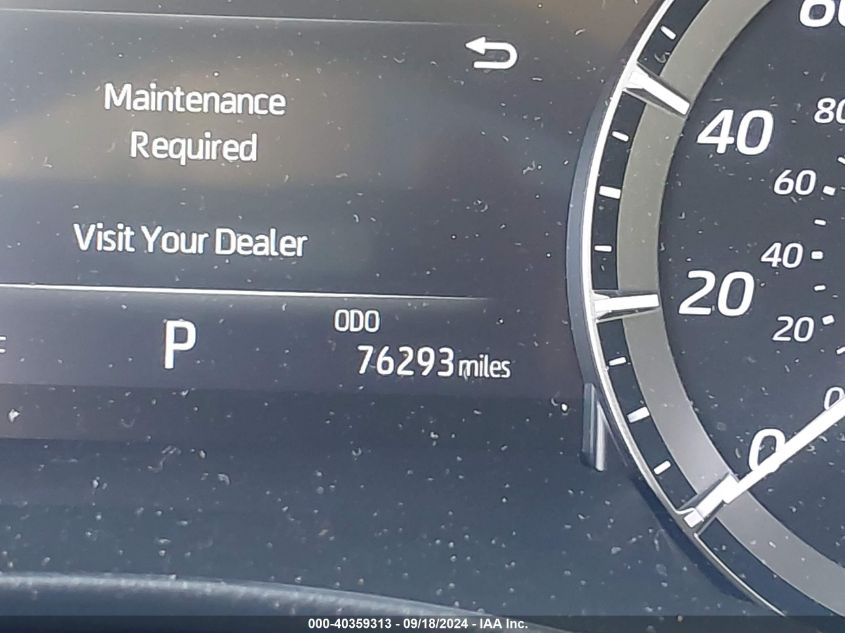 Maintenance
Required
Visit Your Dealer
P
ODO
76293 miles
40
20
0
60
40
20
000-40359313 - 09/18/2024 - IAA Inc.